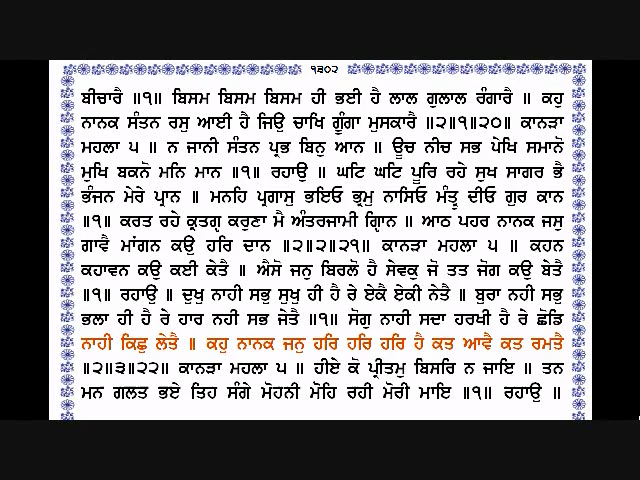 ੧੩੦੨
ਬੀਚਾਰੈ ॥੧॥ ਬਿਸਮ ਬਿਸਮ ਬਿਸਮ ਹੀ ਭਈ ਹੈ ਲਾਲ ਗੁਲਾਲ ਰੰਗਾਰੈ ॥ ਕਹੁ
ਨਾਨਕ ਸੰਤਨ ਰਸੁ ਆਈ ਹੈ ਜਿਉ ਚਾਖਿ ਗੂੰਗਾ ਮੁਸਕਾਰੈ ॥੨॥੧॥੨੦॥ ਕਾਨੜਾ
ਮਹਲਾ ੫ ॥ ਨ ਜਾਨੀ ਸੰਤਨ ਪ੍ਰਭ ਬਿਨੁ ਆਨ ॥ ਊਚ ਨੀਚ ਸਭ ਪੇਖਿ ਸਮਾਨੋ
ਮੁਖਿ ਬਕਨੋ ਮਨਿ ਮਾਨ ॥੧॥ ਰਹਾਉ ॥ ਘਟਿ ਘਟਿ ਪੂਰਿ ਰਹੇ ਸੁਖ ਸਾਗਰ ਭੈ
ਭੰਜਨ ਮੇਰੇ ਪ੍ਰਾਨ ॥ ਮਨਹਿ ਪ੍ਰਗਾਸੁ ਭਇਓ ਭ੍ਰਮੁ ਨਾਸਿਓ ਮੰਤ੍ਰੁ ਦੀਓ ਗੁਰ ਕਾਨ
॥੧॥ ਕਰਤ ਰਹੇ ਕ੍ਰਤਗੵ ਕਰੁਣਾ ਮੈ ਅੰਤਰਜਾਮੀ ਗੵਿਾਨ ॥ ਆਠ ਪਹਰ ਨਾਨਕ ਜਸੁ
ਗਾਵੈ ਮਾਂਗਨ ਕਉ ਹਰਿ ਦਾਨ ॥੨॥੨॥੨੧॥ ਕਾਨੜਾ ਮਹਲਾ ੫ ॥ ਕਹਨ
ਕਹਾਵਨ ਕਉ ਕਈ ਕੇਤੈ ॥ ਐਸੋ ਜਨੁ ਬਿਰਲੋ ਹੈ ਸੇਵਕੁ ਜੋ ਤਤ ਜੋਗ ਕਉ ਬੇਤੈ
॥੧॥ ਰਹਾਉ ॥ ਦੁਖੁ ਨਾਹੀ ਸਭੁ ਸੁਖੁ ਹੀ ਹੈ ਰੇ ਏਕੈ ਏਕੀ ਨੇਤੈ ॥ ਬੁਰਾ ਨਹੀ ਸਭੁ
ਭਲਾ ਹੀ ਹੈ ਰੇ ਹਾਰ ਨਹੀ ਸਭ ਜੇਤੈ ॥੧॥ ਸੋਗੁ ਨਾਹੀ ਸਦਾ ਹਰਖੀ ਹੈ ਰੇ ਛੋਡਿ
ਨਾਹੀ ਕਿਛੁ ਲੇਤੈ ॥ ਕਹੁ ਨਾਨਕ ਜਨੁ ਹਰਿ ਹਰਿ ਹਰਿ ਹੈ ਕਤ ਆਵੈ ਕਤ ਰਮਤੈ
॥੨॥੩॥੨੨॥ ਕਾਨੜਾ ਮਹਲਾ ੫ ॥ ਹੀਏ ਕੋ ਪ੍ਰੀਤਮੁ ਬਿਸਰਿ ਨ ਜਾਇ ॥ ਤਨ
ਮਨ ਗਲਤ ਭਏ ਤਿਹ ਸੰਗੇ ਮੋਹਨੀ ਮੋਹਿ ਰਹੀ ਮੋਰੀ ਮਾਇ ॥੧॥ ਰਹਾਉ ॥